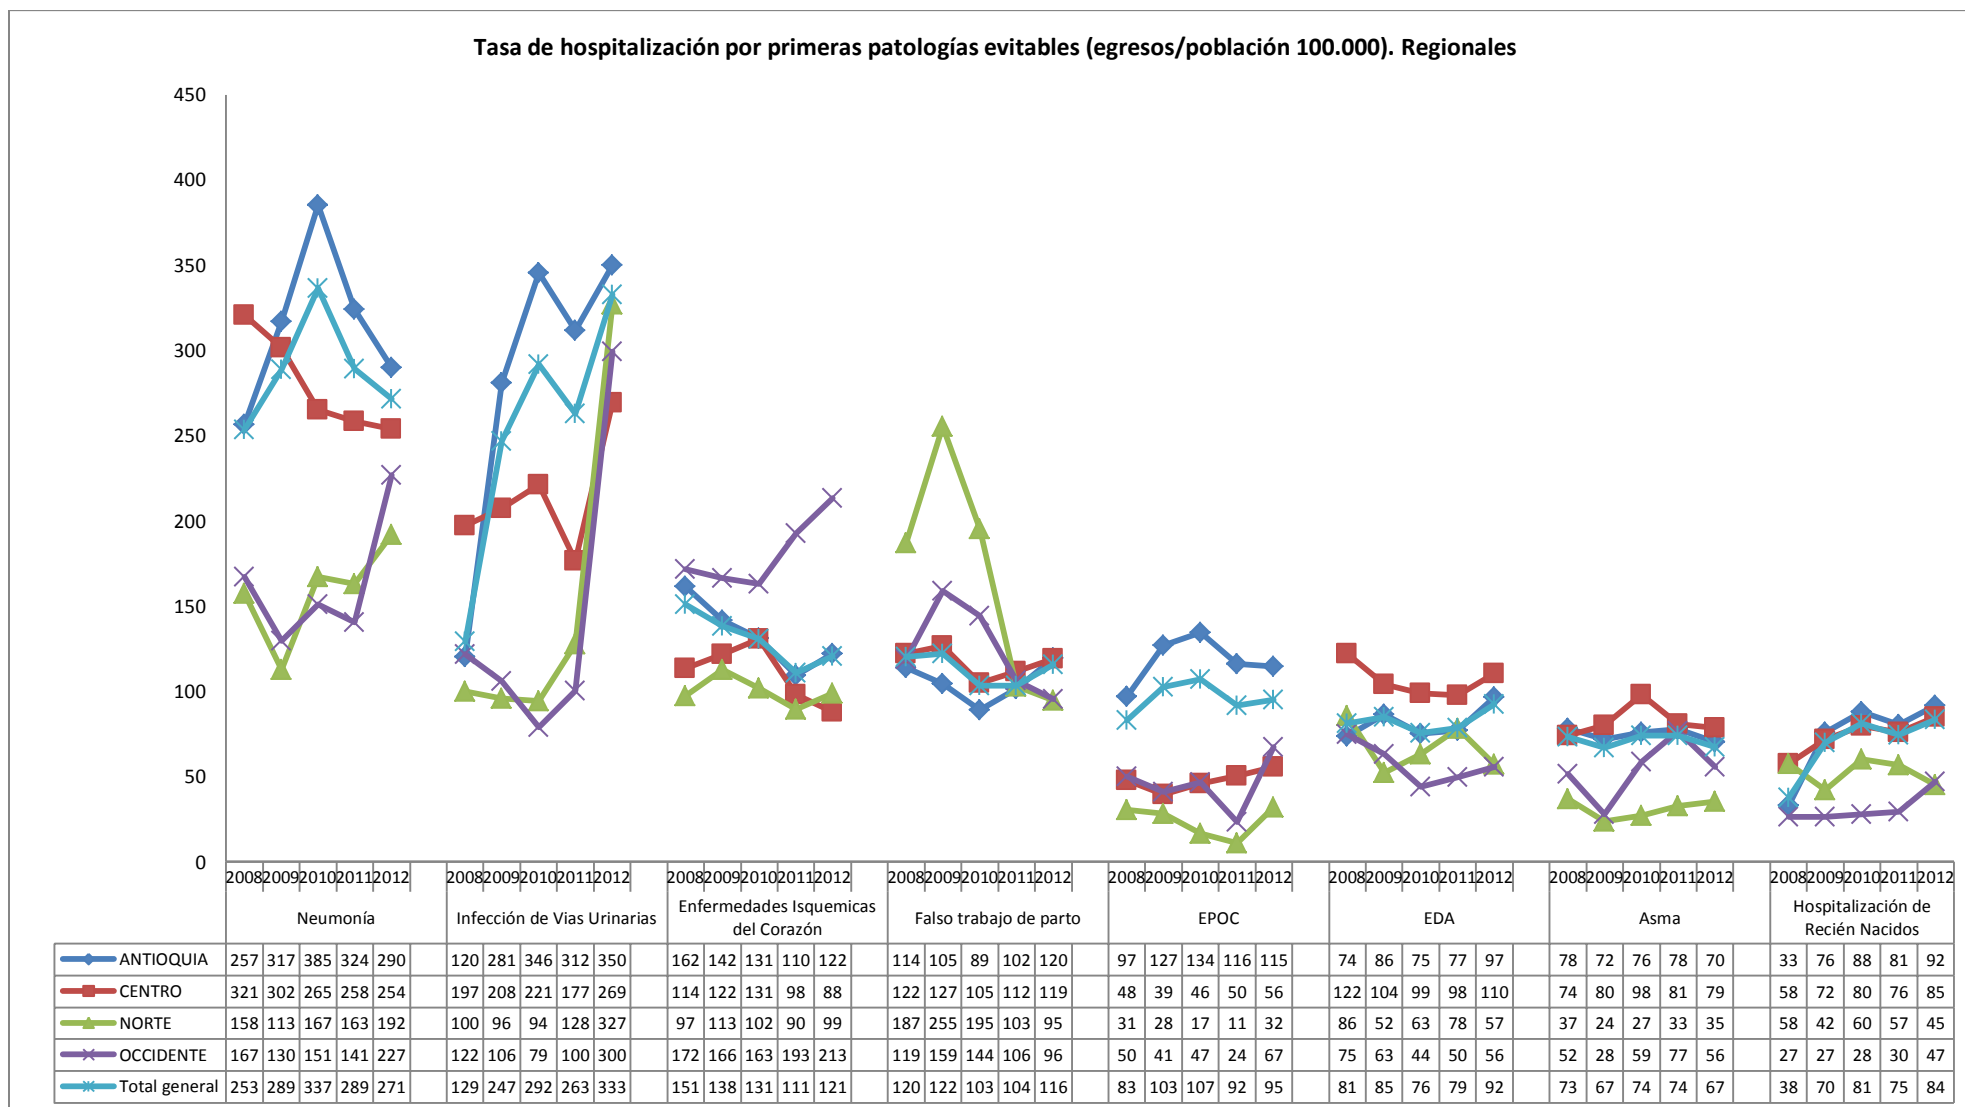 Tasa de hospitalización por primeras patologías evitables (egresos/población 100.000). Regionales
450
400
350
300
250
200
150
100
50
0
2008 2009 2010 2011 2012 2008 2009 2010 2011 2012 2008 2009 2010 2011 2012 2008 2009 2010 2011 2012 2008 2009 2010 2011 2012 2008 2009 2010 2011 2012 2008 2009 2010 2011 2012 2008 2009 2010 2011 2012
Neumonía Infección de Vias Urinarias Enfermedades Isquemicas del Corazón Falso trabajo de parto EPOC EDA Asma Hospitalización de Recién Nacidos
ANTIOQUIA 257 317 385 324 290 120 281 346 312 350 162 142 131 110 122 114 105 89 102 120 97 127 134 116 115 74 86 75 77 97 78 72 76 78 70 33 76 88 81 92
CENTRO 321 302 265 258 254 197 208 221 177 269 114 122 131 98 88 122 127 105 112 119 48 39 46 50 56 122 104 99 98 110 74 80 98 81 79 58 72 80 76 85
NORTE 158 113 167 163 192 100 96 94 128 327 97 113 102 90 99 187 255 195 103 95 31 28 17 11 32 86 52 63 78 57 37 24 27 33 35 58 42 60 57 45
OCCIDENTE 167 130 151 141 227 122 106 79 100 300 172 166 163 193 213 119 159 144 106 96 50 41 47 24 67 75 63 44 50 56 52 28 59 77 56 27 27 28 30 47
Total general 253 289 337 289 271 129 247 292 263 333 151 138 131 111 121 120 122 103 104 116 83 103 107 92 95 81 85 76 79 92 73 67 74 74 67 38 70 81 75 84